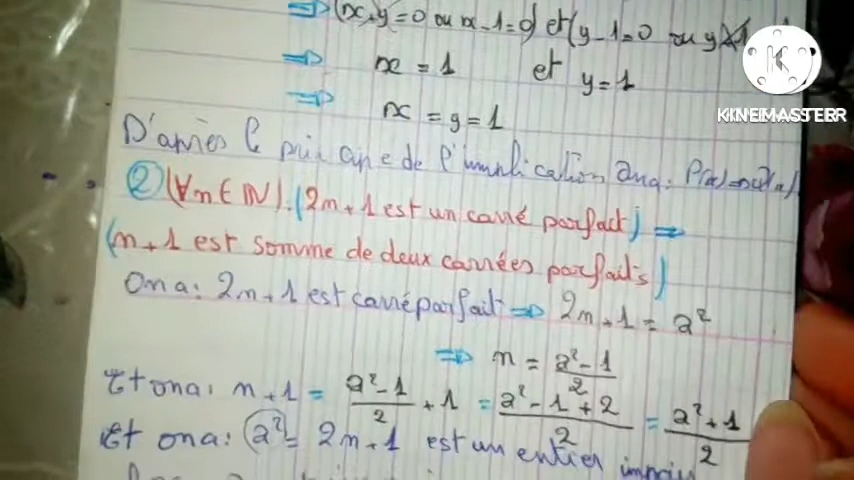 ⇒ (x-y=0 ou x-1=0) et (y-1=0 ou y
⇒ x = 1 et y=1
⇒ x = y = 1
D'après le principe de l'implication Onq: P(x)⇒
② (∀n∈ℕ). (2n+1 est un carré parfait) ⇒
(n+1 est somme de deux carrées parfaits)
On a: 2n+1 est carré parfait ⇒ 2n+1 = a²
⇒ n = a²-1 / 2
Et on a: n+1 = a²-1 / 2 + 1 = a²-1+2 / 2 = a²+1 / 2
Et on a: a² = 2n+1 est un entier impair
K
KINEMASTER